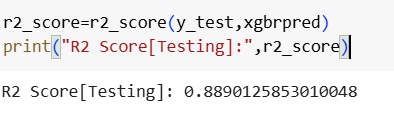 r2_score=r2_score(y_test,xgbrpred)
print("R2 Score[Testing]:",r2_score)
R2 Score[Testing]: 0.8890125853010048